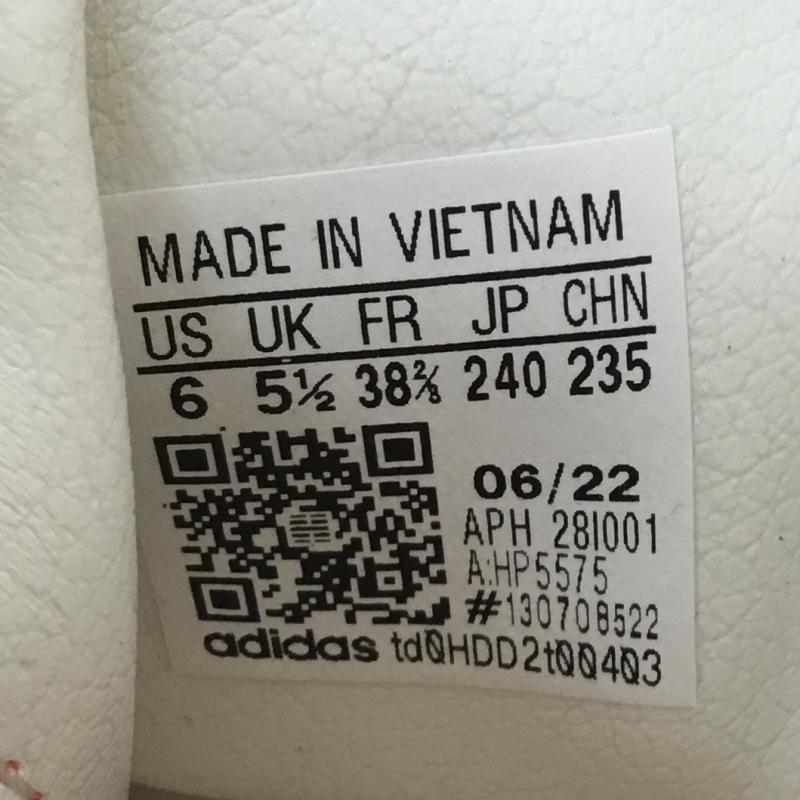 MADE IN VIETNAM
US UK FR JP CHN
6 5½ 38⅔ 240 235
06/22
APH 28I001
A:HP5575
#130708522
adidas td0HDD2t00403